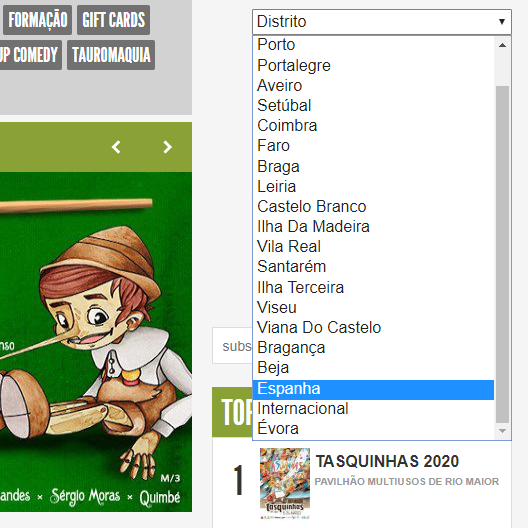 FORMAÇÃO
GIFT CARDS
UP COMEDY
TAUROMAQUIA
Distrito
Porto
Portalegre
Aveiro
Setúbal
Coimbra
Faro
Braga
Leiria
Castelo Branco
Ilha Da Madeira
Vila Real
Santarém
Ilha Terceira
Viseu
Viana Do Castelo
Bragança
Beja
Espanha
Internacional
Évora
subs
TOP
1
TASQUINHAS 2020
PAVILHÃO MULTIUSOS DE RIO MAIOR
Tasquinhas
nso
M/3
andes × Sérgio Moras × Quimbé